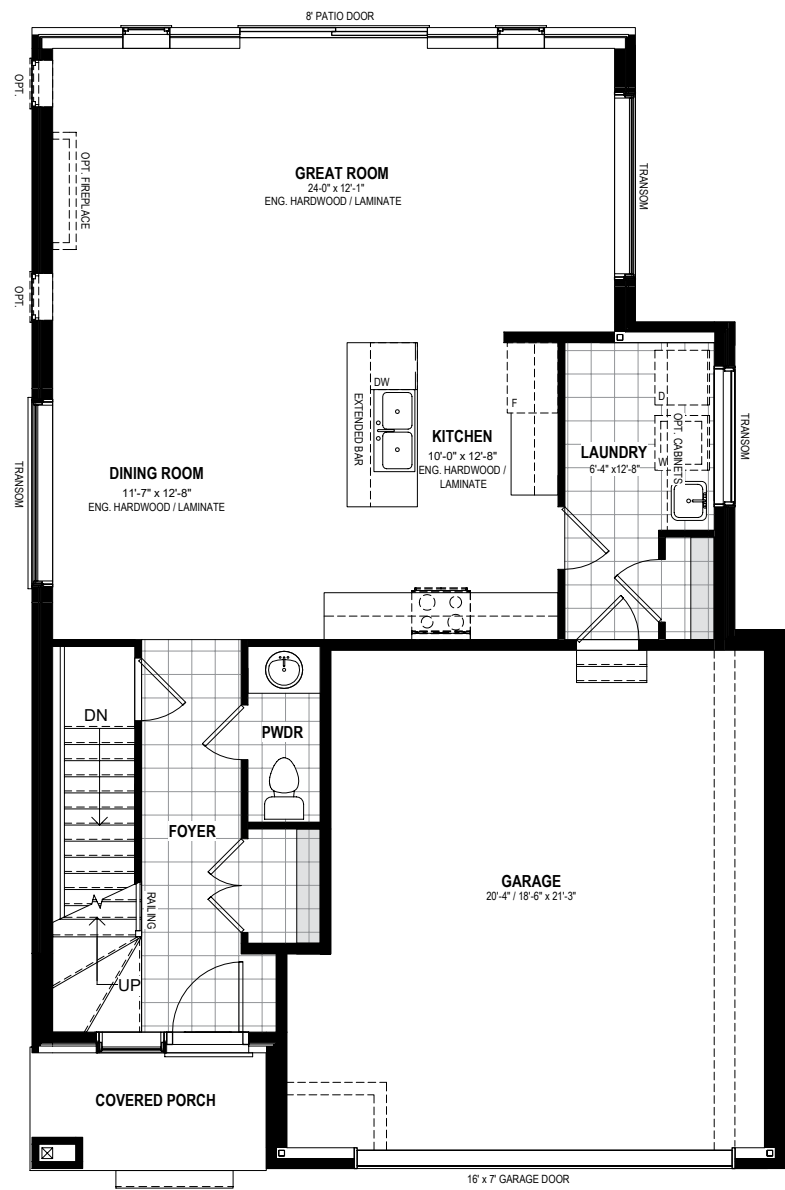 8' PATIO DOOR
OPT.
OPT. FIREPLACE
GREAT ROOM
24-0" x 12'-1"
ENG. HARDWOOD / LAMINATE
TRANSOM
OPT.
DW
EXTENDED BAR
F
KITCHEN
10'-0" x 12'-8"
ENG. HARDWOOD /
LAMINATE
D
OPT. CABINETS
W
LAUNDRY
6'-4"x12'-8"
TRANSOM
TRANSOM
DINING ROOM
11'-7" x 12'-8"
ENG. HARDWOOD / LAMINATE
DN
PWDR
FOYER
RAILING
UP
GARAGE
20'-4" / 18'-6" x 21'-3"
COVERED PORCH
16' x 7' GARAGE DOOR